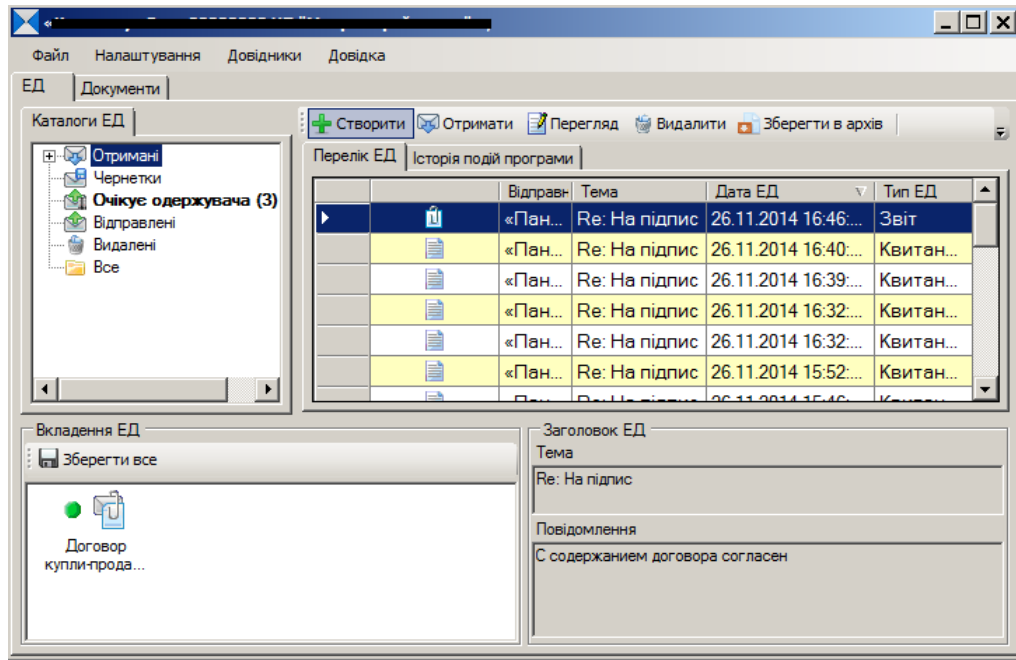 Файл Налаштування Довідники Довідка
ЕД Документи
Каталоги ЕД
Створити Отримати Перегляд Видалити Зберегти в архів
Отримані
Чернетки
Очікує одержувача (3)
Відправлені
Видалені
Все
Перелік ЕД Історія подій програми
Відправн Тема Дата ЕД Тип ЕД
«Пан... Re: На підпис 26.11.2014 16:46:... Звіт
«Пан... Re: На підпис 26.11.2014 16:40:... Квитан...
«Пан... Re: На підпис 26.11.2014 16:39:... Квитан...
«Пан... Re: На підпис 26.11.2014 16:32:... Квитан...
«Пан... Re: На підпис 26.11.2014 16:32:... Квитан...
«Пан... Re: На підпис 26.11.2014 15:52:... Квитан...
Вкладення ЕД
Зберегти все
Договор
купли-прода...
Заголовок ЕД
Тема
Re: На підпис
Повідомлення
С содержанием договора согласен